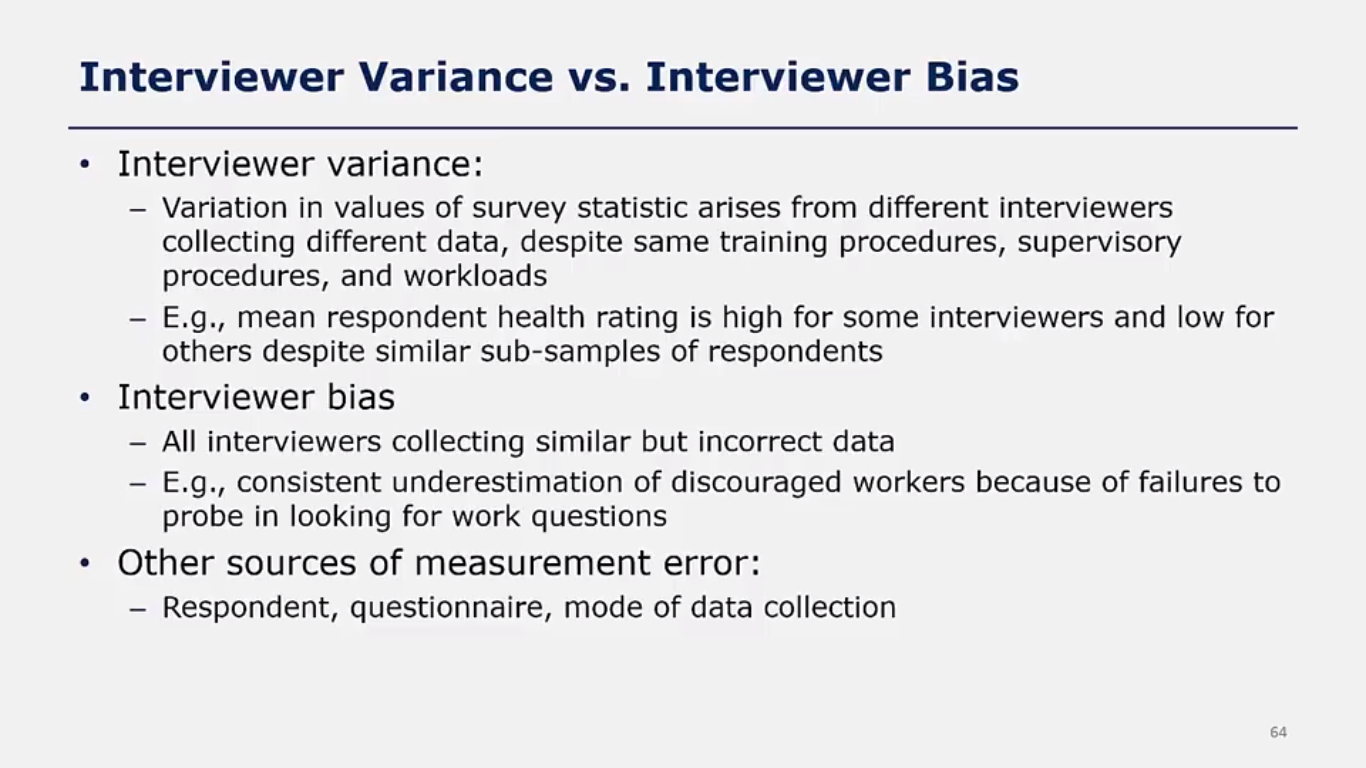 Interviewer Variance vs. Interviewer Bias
• Interviewer variance:
– Variation in values of survey statistic arises from different interviewers
collecting different data, despite same training procedures, supervisory
procedures, and workloads
– E.g., mean respondent health rating is high for some interviewers and low for
others despite similar sub-samples of respondents
• Interviewer bias
– All interviewers collecting similar but incorrect data
– E.g., consistent underestimation of discouraged workers because of failures to
probe in looking for work questions
• Other sources of measurement error:
– Respondent, questionnaire, mode of data collection
64